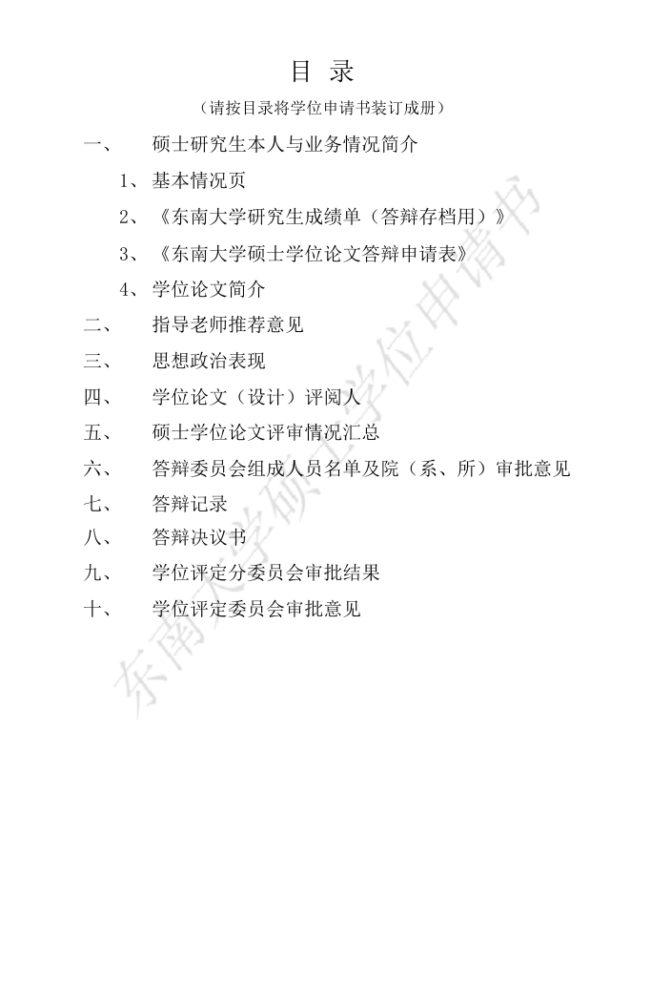 目 录
（请按目录将学位申请书装订成册）
一、 硕士研究生本人与业务情况简介
1、 基本情况页
2、 《东南大学研究生成绩单（答辩存档用）》
3、 《东南大学硕士学位论文答辩申请表》
4、 学位论文简介
二、 指导老师推荐意见
三、 思想政治表现
四、 学位论文（设计）评阅人
五、 硕士学位论文评审情况汇总
六、 答辩委员会组成人员名单及院（系、所）审批意见
七、 答辩记录
八、 答辩决议书
九、 学位评定分委员会审批结果
十、 学位评定委员会审批意见
东南大学硕士学位申请书